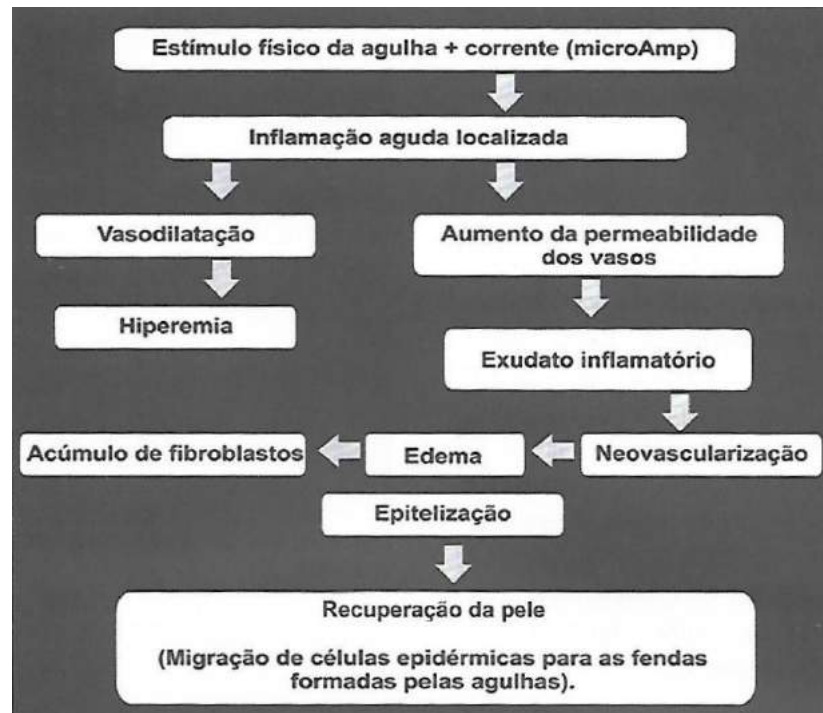 Estímulo físico da agulha + corrente (microAmp)
Inflamação aguda localizada
Vasodilatação
Aumento da permeabilidade
dos vasos
Hiperemia
Exudato inflamatório
Acúmulo de fibroblastos
Edema
Neovascularização
Epitelização
Recuperação da pele
(Migração de células epidérmicas para as fendas
formadas pelas agulhas).